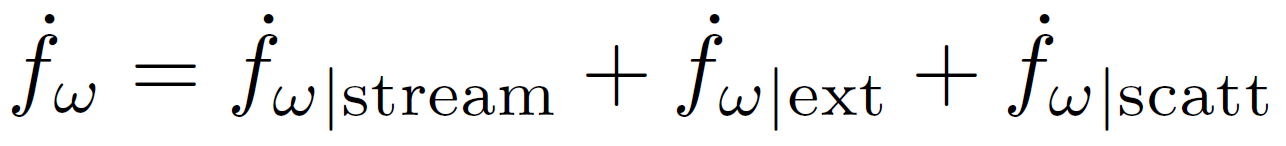 ḟ_ω = ḟ_ω|stream + ḟ_ω|ext + ḟ_ω|scatt